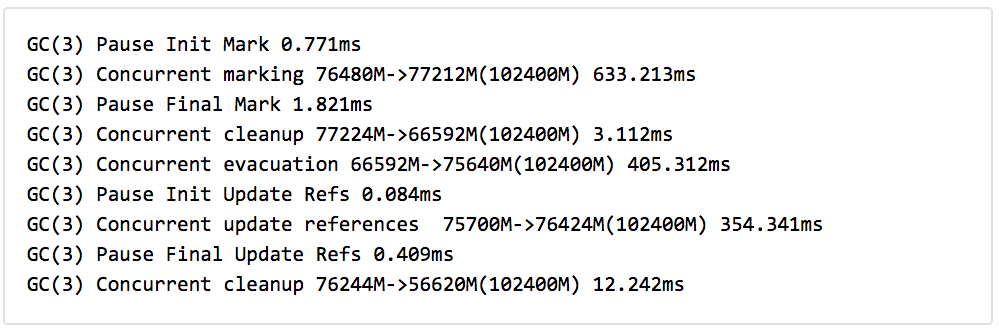 GC(3) Pause Init Mark 0.771ms
GC(3) Concurrent marking 76480M->77212M(102400M) 633.213ms
GC(3) Pause Final Mark 1.821ms
GC(3) Concurrent cleanup 77224M->66592M(102400M) 3.112ms
GC(3) Concurrent evacuation 66592M->75640M(102400M) 405.312ms
GC(3) Pause Init Update Refs 0.084ms
GC(3) Concurrent update references  75700M->76424M(102400M) 354.341ms
GC(3) Pause Final Update Refs 0.409ms
GC(3) Concurrent cleanup 76244M->56620M(102400M) 12.242ms